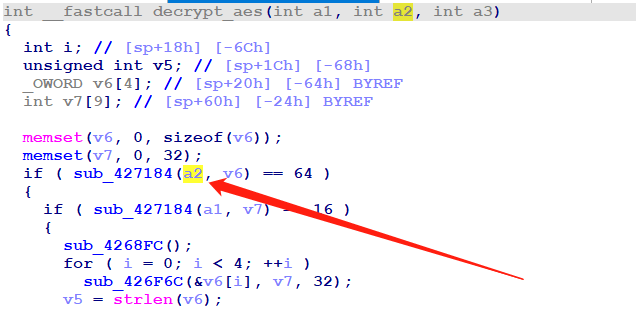 int __fastcall decrypt_aes(int a1, int a2, int a3)
{
int i; // [sp+18h] [-6Ch]
unsigned int v5; // [sp+1Ch] [-68h]
_OWORD v6[4]; // [sp+20h] [-64h] BYREF
int v7[9]; // [sp+60h] [-24h] BYREF
memset(v6, 0, sizeof(v6));
memset(v7, 0, 32);
if ( sub_427184(a2, v6) == 64 )
{
if ( sub_427184(a1, v7) 16 )
{
sub_4268FC();
for ( i = 0; i < 4; ++i )
sub_426F6C(&v6[i], v7, 32);
v5 = strlen(v6);